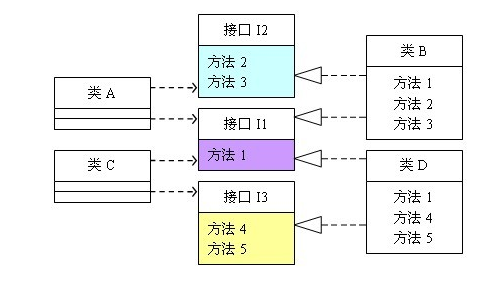 接口 I2
方法 2
方法 3
类 B
方法 1
方法 2
方法 3
类 A
接口 I1
方法 1
类 C
类 D
方法 1
方法 4
方法 5
接口 I3
方法 4
方法 5